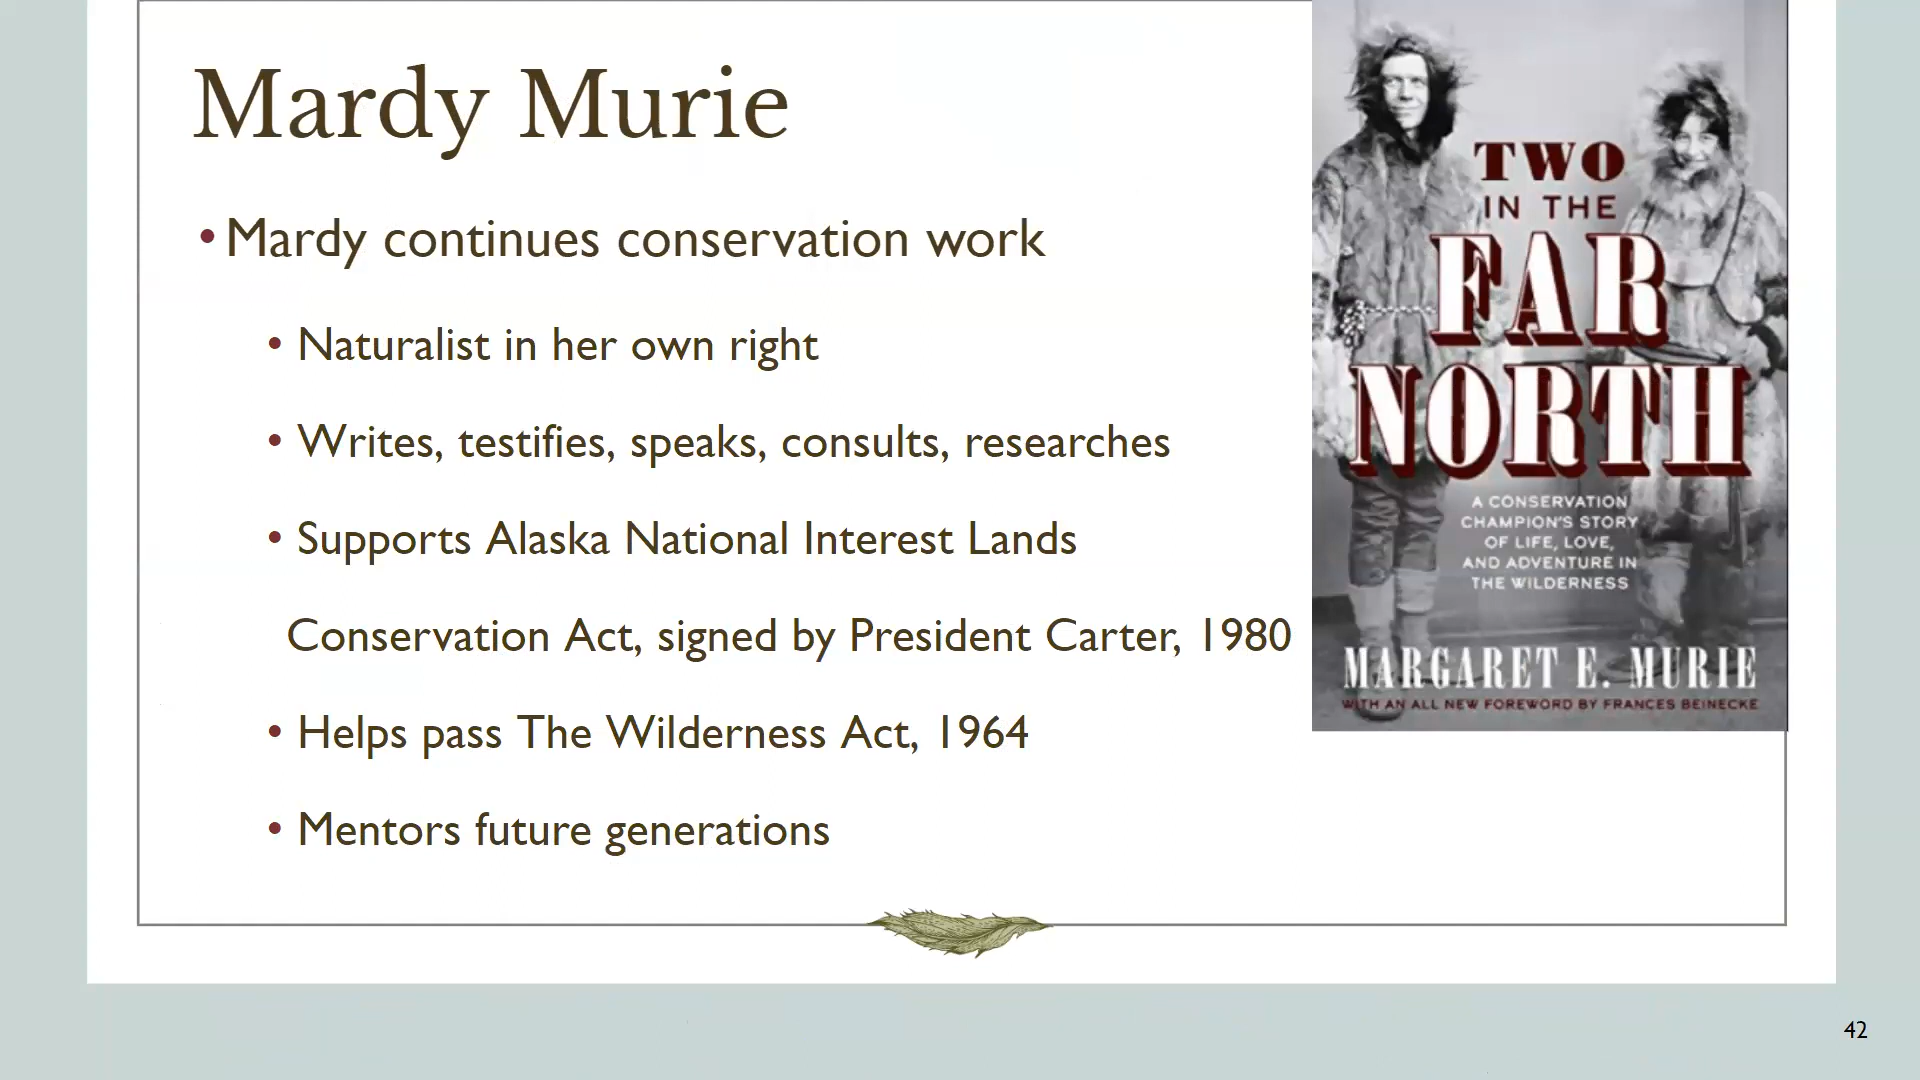 Mardy Murie
• Mardy continues conservation work
• Naturalist in her own right
• Writes, testifies, speaks, consults, researches
• Supports Alaska National Interest Lands
Conservation Act, signed by President Carter, 1980
• Helps pass The Wilderness Act, 1964
• Mentors future generations
TWO
IN THE
FAR
NORTH
A CONSERVATION
CHAMPION'S STORY
OF LIFE, LOVE,
AND ADVENTURE IN
THE WILDERNESS
MARGARET E. MURIE
WITH AN ALL NEW FOREWORD BY FRANCES BEINECKE
42